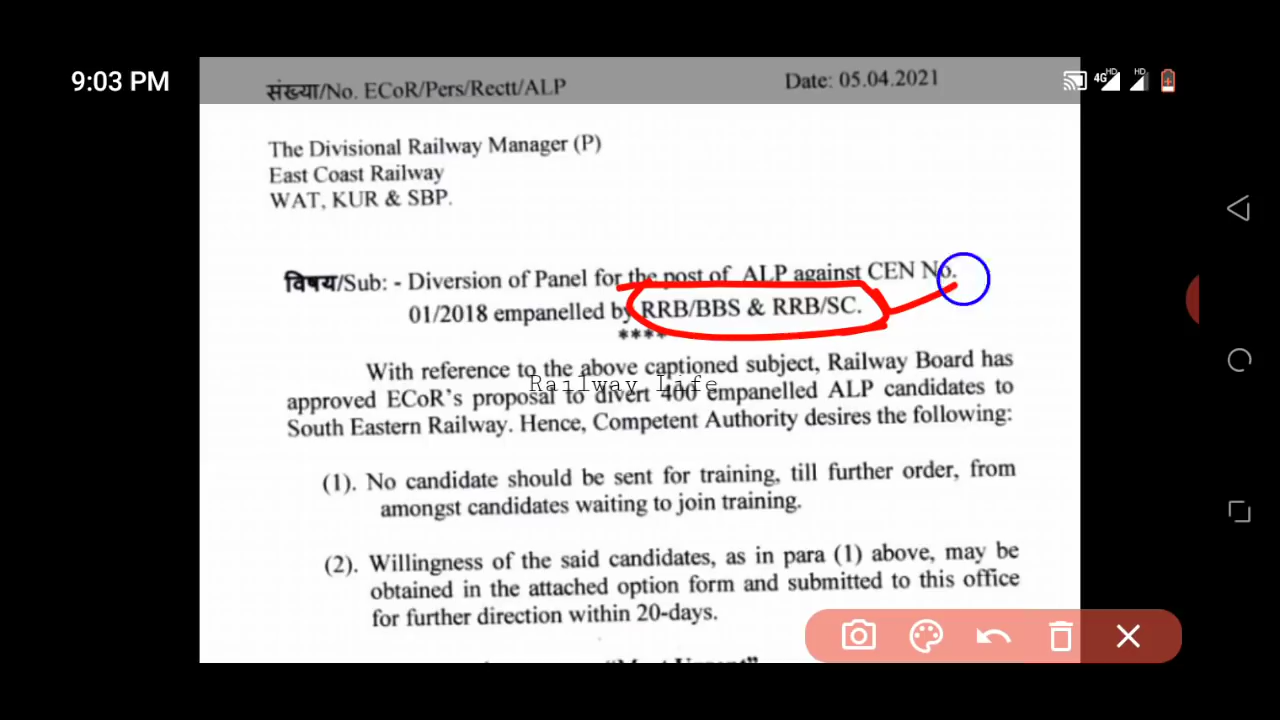 9:03 PM
संख्या/No. ECoR/Pers/Rectt/ALP
Date: 05.04.2021
4G HD HD
The Divisional Railway Manager (P)
East Coast Railway
WAT, KUR & SBP.
विषय/Sub: - Diversion of Panel for the post of ALP against CEN No.
01/2018 empanelled by RRB/BBS & RRB/SC.
****
With reference to the above captioned subject, Railway Board has
Railway Life
approved ECoR's proposal to divert 400 empanelled ALP candidates to
South Eastern Railway. Hence, Competent Authority desires the following:
(1). No candidate should be sent for training, till further order, from
amongst candidates waiting to join training.
(2). Willingness of the said candidates, as in para (1) above, may be
obtained in the attached option form and submitted to this office
for further direction within 20-days.